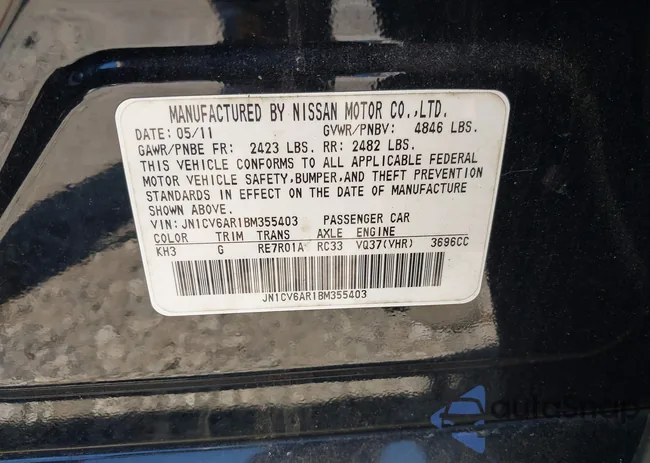 MANUFACTURED BY NISSAN MOTOR CO.,LTD.
DATE: 05/11 GVWR/PNBV: 4846 LBS.
GAWR/PNBE FR: 2423 LBS. RR: 2482 LBS.
THIS VEHICLE CONFORMS TO ALL APPLICABLE FEDERAL
MOTOR VEHICLE SAFETY,BUMPER,AND THEFT PREVENTION
STANDARDS IN EFFECT ON THE DATE OF MANUFACTURE
SHOWN ABOVE.
VIN: JN1CV6AR1BM355403 PASSENGER CAR
COLOR TRIM TRANS AXLE ENGINE
KH3 G RE7R01A RC33 VQ37(VHR) 3696CC
JN1CV6AR1BM355403
autoSnap